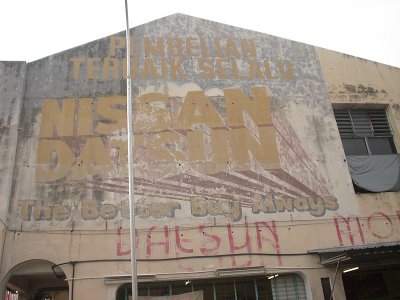 PEMBELIAN
TERBAIK SELALU
NISSAN
DATSUN
The Better Buy Always
DATSUN